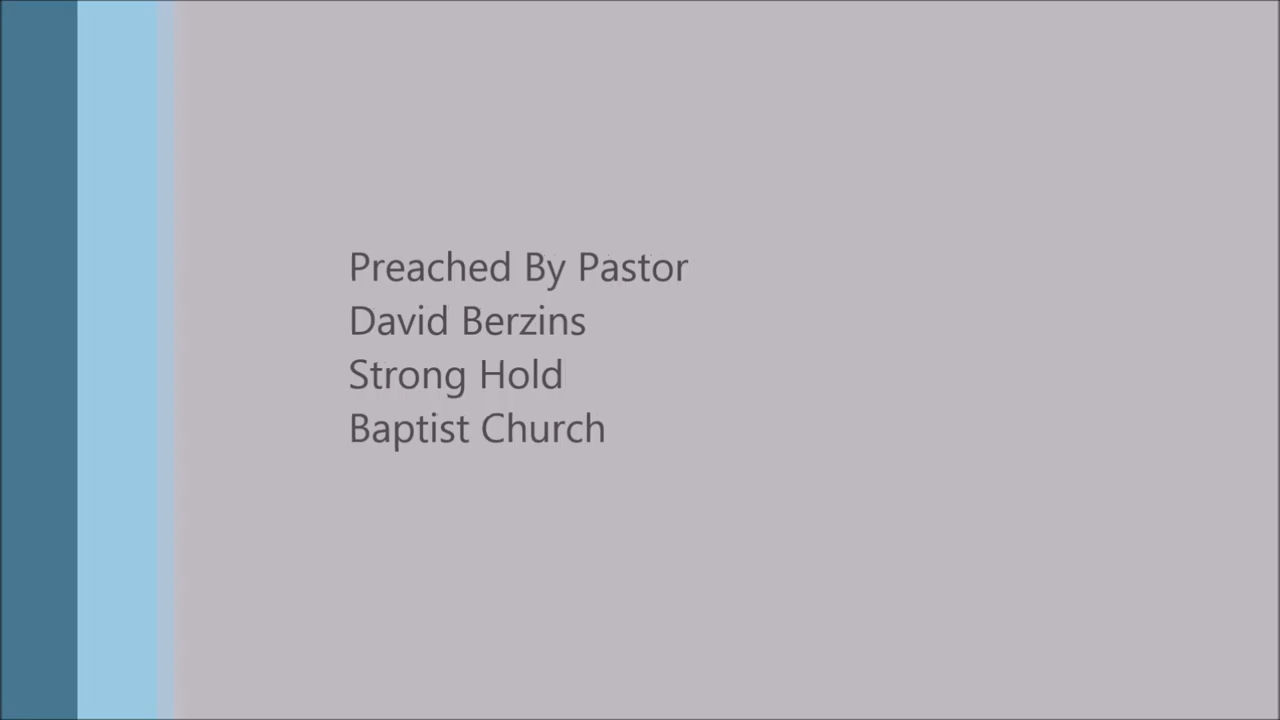 Preached By Pastor
David Berzins
Strong Hold
Baptist Church